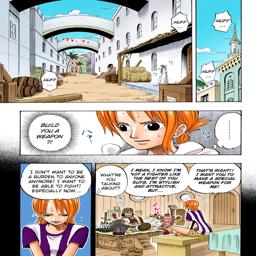 HUFF...
HUFF...
HUFF...
HUFF...
BUILD
YOU A
WEAPON
?!
I DON'T WANT TO BE
A BURDEN TO ANYONE
ANYMORE! I WANT TO
BE ABLE TO FIGHT!
ESPECIALLY NOW...
WHAT'RE
YOU
TALKING
ABOUT?
I MEAN, I KNOW I'M
NOT A FIGHTER LIKE
THE REST OF YOU
GUYS, I'M STYLISH
AND ATTRACTIVE,
BUT...
THAT'S RIGHT!
I WANT YOU TO
MAKE A SPECIAL
WEAPON FOR
ME!